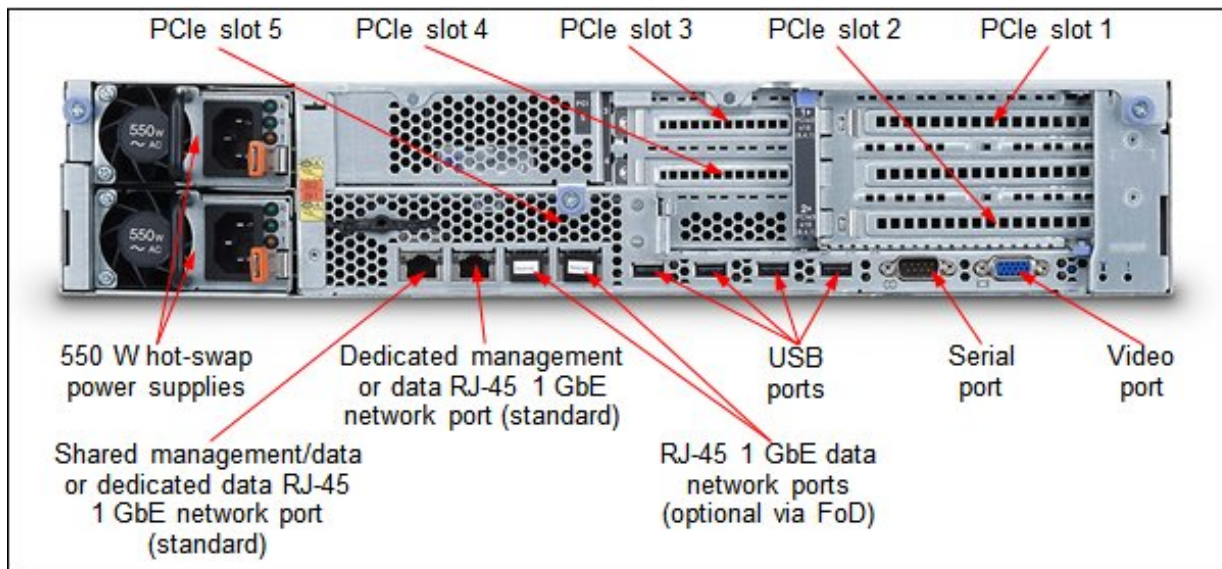 PCIe slot 5
PCIe slot 4
PCIe slot 3
PCIe slot 2
PCIe slot 1
550W
AC
550W
AC
550 W hot-swap
power supplies
Dedicated management
or data RJ-45 1 GbE
network port (standard)
USB
ports
Serial
port
Video
port
Shared management/data
or dedicated data RJ-45
1 GbE network port
(standard)
RJ-45 1 GbE data
network ports
(optional via FoD)